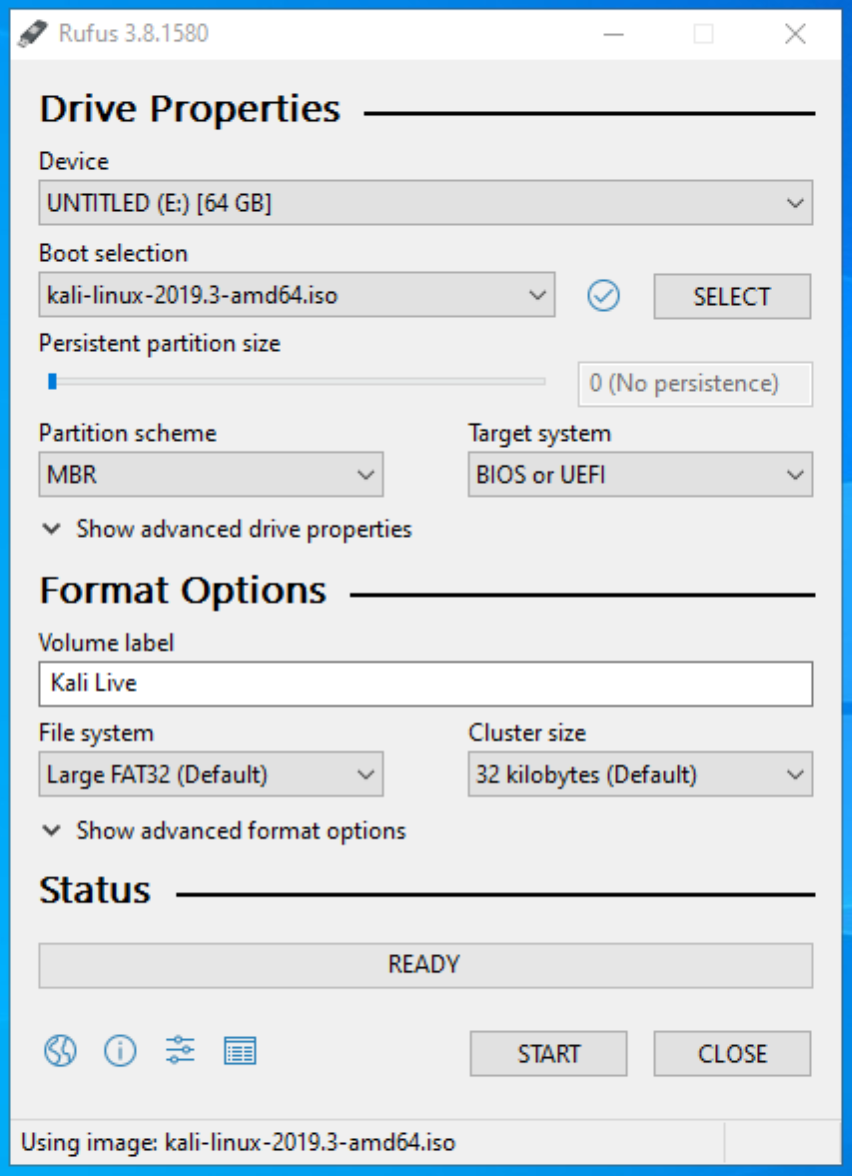 Rufus 3.8.1580
Drive Properties
Device
UNTITLED (E:) [64 GB]
Boot selection
kali-linux-2019.3-amd64.iso
SELECT
Persistent partition size
0 (No persistence)
Partition scheme
Target system
MBR
BIOS or UEFI
Show advanced drive properties
Format Options
Volume label
Kali Live
File system
Cluster size
Large FAT32 (Default)
32 kilobytes (Default)
Show advanced format options
Status
READY
START
CLOSE
Using image: kali-linux-2019.3-amd64.iso